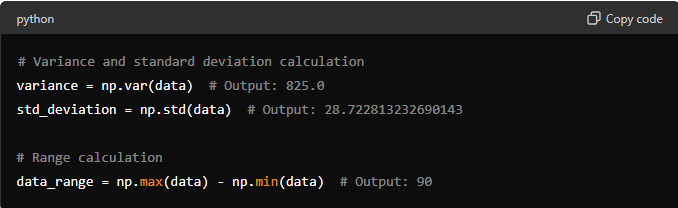 python Copy code
# Variance and standard deviation calculation
variance = np.var(data)  # Output: 825.0
std_deviation = np.std(data)  # Output: 28.722813232690143
# Range calculation
data_range = np.max(data) - np.min(data)  # Output: 90